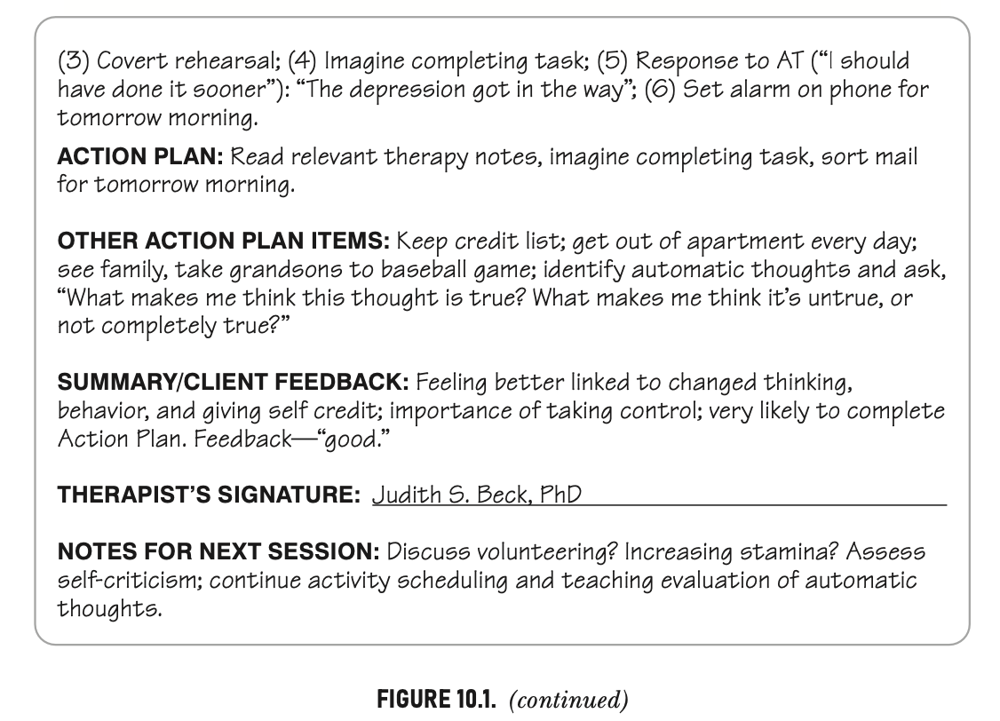 (3) Covert rehearsal; (4) Imagine completing task; (5) Response to AT (“I should
have done it sooner”): “The depression got in the way”; (6) Set alarm on phone for
tomorrow morning.
ACTION PLAN: Read relevant therapy notes, imagine completing task, sort mail
for tomorrow morning.
OTHER ACTION PLAN ITEMS: Keep credit list; get out of apartment every day;
see family, take grandsons to baseball game; identify automatic thoughts and ask,
“What makes me think this thought is true? What makes me think it’s untrue, or
not completely true?”
SUMMARY/CLIENT FEEDBACK: Feeling better linked to changed thinking,
behavior, and giving self credit; importance of taking control; very likely to complete
Action Plan. Feedback—“good.”
THERAPIST’S SIGNATURE: Judith S. Beck, PhD
NOTES FOR NEXT SESSION: Discuss volunteering? Increasing stamina? Assess
self-criticism; continue activity scheduling and teaching evaluation of automatic
thoughts.
FIGURE 10.1. (continued)